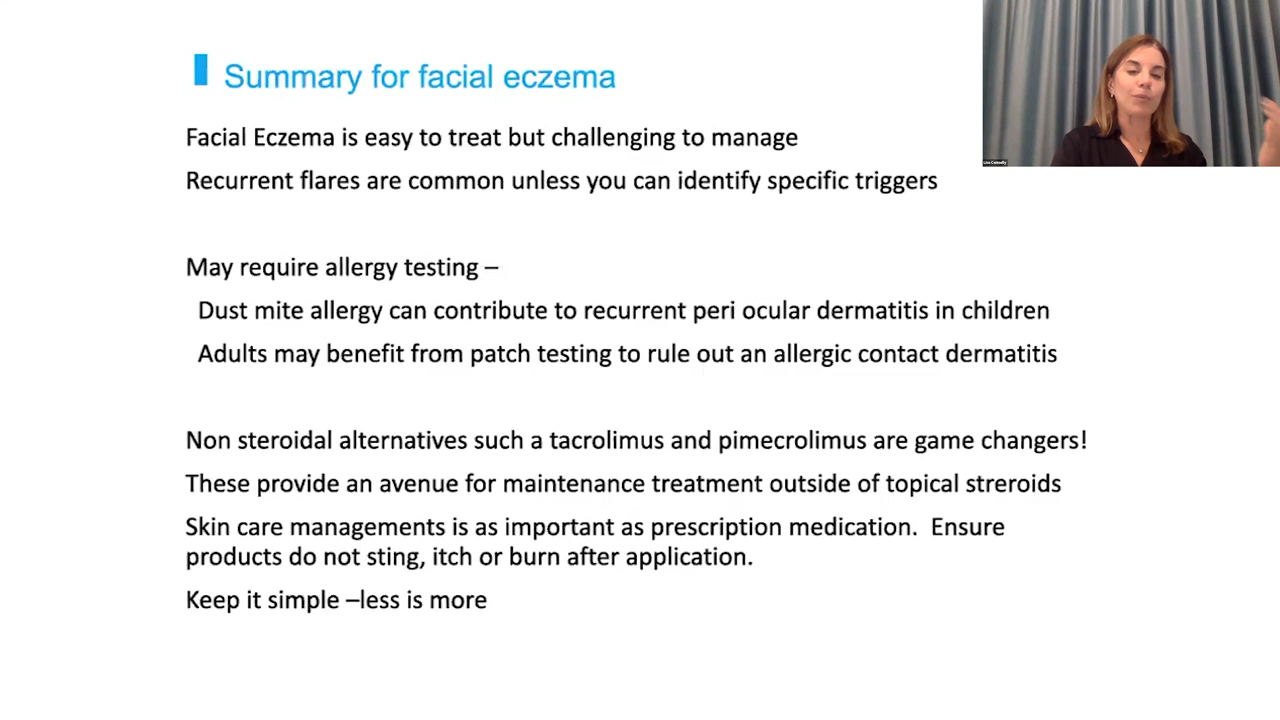 Summary for facial eczema
Lisa Connelly
Facial Eczema is easy to treat but challenging to manage
Recurrent flares are common unless you can identify specific triggers
May require allergy testing –
Dust mite allergy can contribute to recurrent peri ocular dermatitis in children
Adults may benefit from patch testing to rule out an allergic contact dermatitis
Non steroidal alternatives such a tacrolimus and pimecrolimus are game changers!
These provide an avenue for maintenance treatment outside of topical streroids
Skin care managements is as important as prescription medication.  Ensure
products do not sting, itch or burn after application.
Keep it simple –less is more